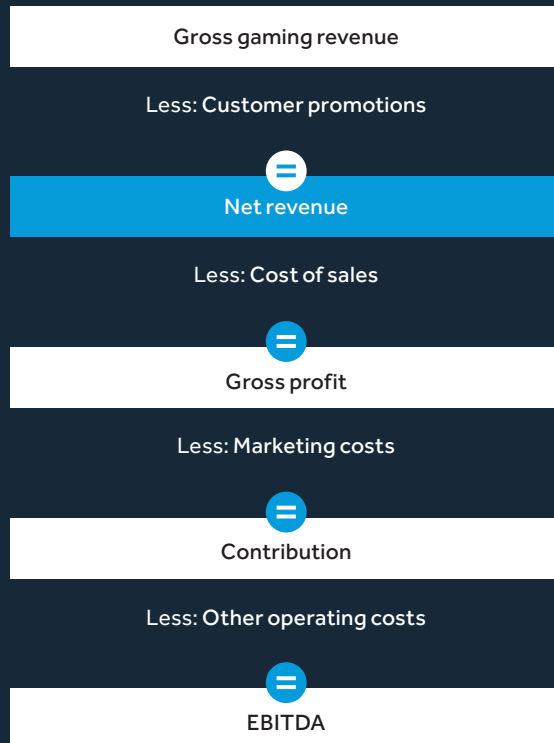 Gross gaming revenue
Less: Customer promotions
=
Net revenue
Less: Cost of sales
=
Gross profit
Less: Marketing costs
=
Contribution
Less: Other operating costs
=
EBITDA